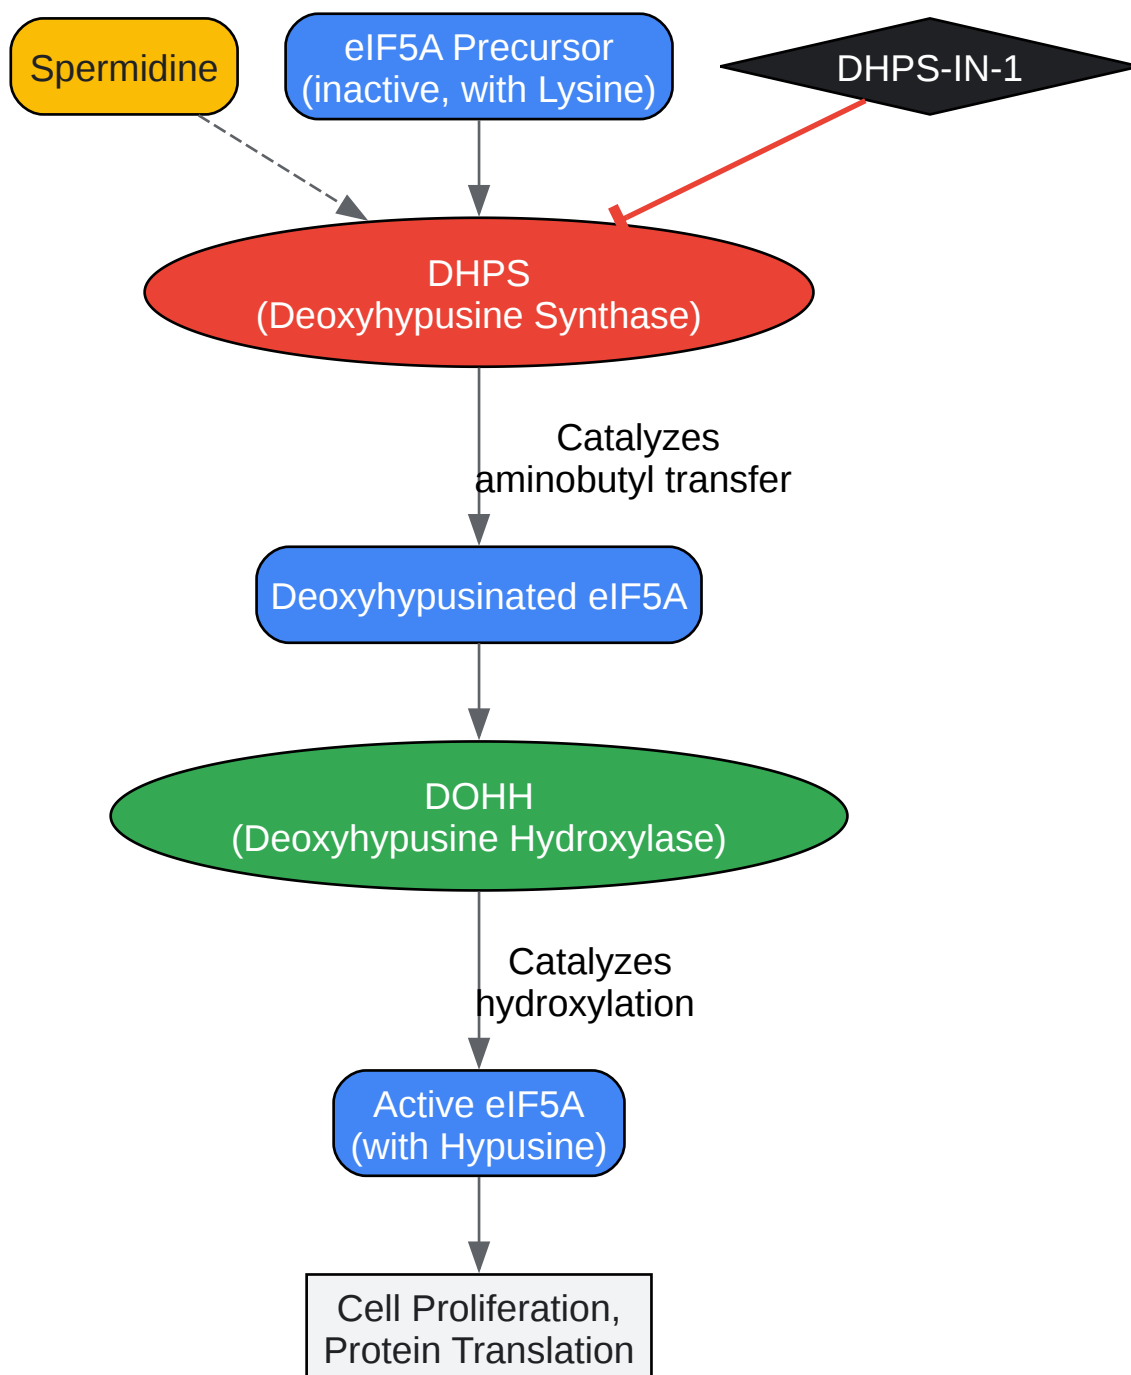 Spermidine
eIF5A Precursor
(inactive, with Lysine)
DHPS-IN-1
DHPS
(Deoxyhypusine Synthase)
Catalyzes
aminobutyl transfer
Deoxyhypusinated eIF5A
DOHH
(Deoxyhypusine Hydroxylase)
Catalyzes
hydroxylation
Active eIF5A
(with Hypusine)
Cell Proliferation,
Protein Translation